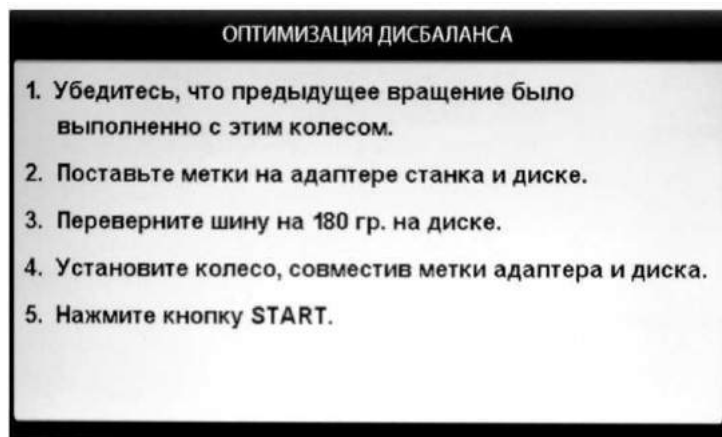 ОПТИМИЗАЦИЯ ДИСБАЛАНСА
1. Убедитесь, что предыдущее вращение было
выполненно с этим колесом.
2. Поставьте метки на адаптере станка и диске.
3. Переверните шину на 180 гр. на диске.
4. Установите колесо, совместив метки адаптера и диска.
5. Нажмите кнопку START.